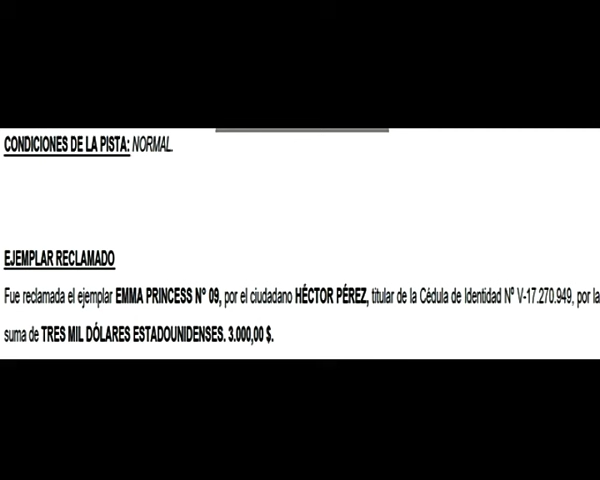 CONDICIONES DE LA PISTA: NORMAL.
EJEMPLAR RECLAMADO
Fue reclamada el ejemplar EMMA PRINCESS N° 09, por el ciudadano HÉCTOR PÉREZ, titular de la Cédula de Identidad N° V-17.270.949, por la
suma de TRES MIL DÓLARES ESTADOUNIDENSES. 3.000,00 $.